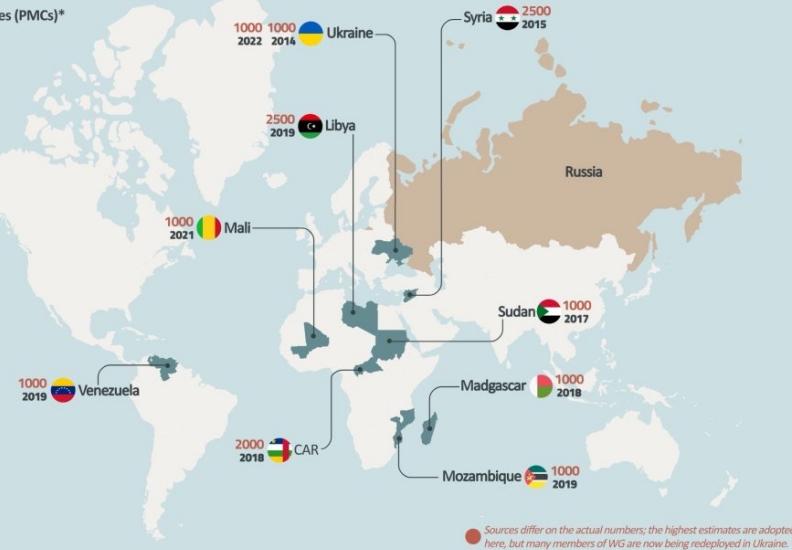 es (PMCs)*
Syria 2500
2015
1000 1000 Ukraine
2022 2014
2500 Libya
2019
Russia
1000 Mali
2021
Sudan 1000
2017
1000 Venezuela
2019
Madgascar 1000
2018
2000 CAR
2018
Mozambique 1000
2019
Sources differ on the actual numbers; the highest estimates are adopted
here, but many members of WG are now being redeployed in Ukraine.